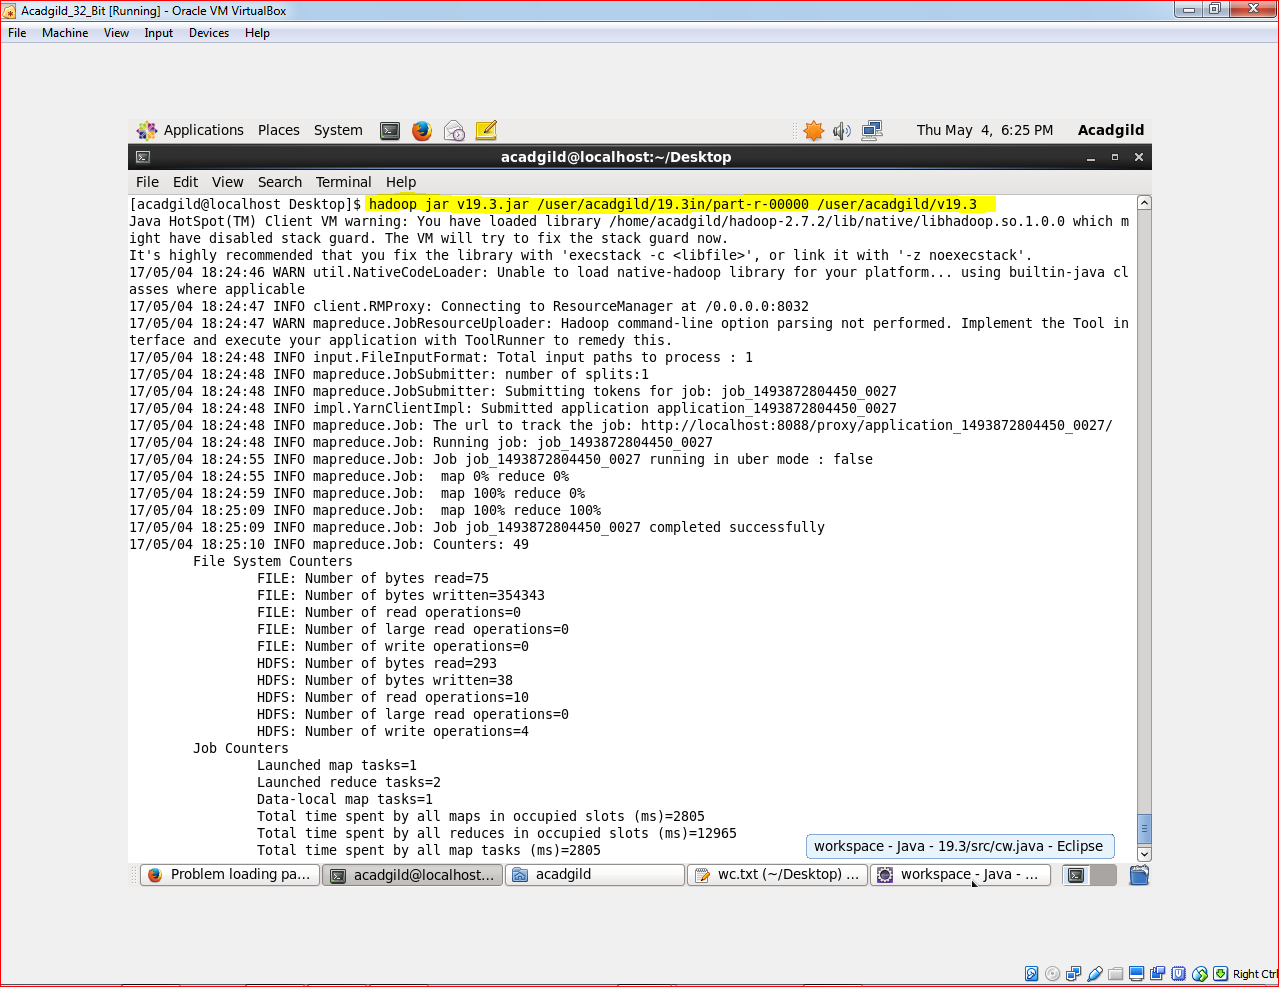 Acadgild_32_Bit [Running] - Oracle VM VirtualBox
File Machine View Input Devices Help
Applications Places System Thu May 4, 6:25 PM Acadgild
acadgild@localhost:~/Desktop
File Edit View Search Terminal Help
[acadgild@localhost Desktop]$ hadoop jar v19.3.jar /user/acadgild/19.3in/part-r-00000 /user/acadgild/v19.3
Java HotSpot(TM) Client VM warning: You have loaded library /home/acadgild/hadoop-2.7.2/lib/native/libhadoop.so.1.0.0 which m
ight have disabled stack guard. The VM will try to fix the stack guard now.
It's highly recommended that you fix the library with 'execstack -c <libfile>', or link it with '-z noexecstack'.
17/05/04 18:24:46 WARN util.NativeCodeLoader: Unable to load native-hadoop library for your platform... using builtin-java cl
asses where applicable
17/05/04 18:24:47 INFO client.RMProxy: Connecting to ResourceManager at /0.0.0.0:8032
17/05/04 18:24:47 WARN mapreduce.JobResourceUploader: Hadoop command-line option parsing not performed. Implement the Tool in
terface and execute your application with ToolRunner to remedy this.
17/05/04 18:24:48 INFO input.FileInputFormat: Total input paths to process : 1
17/05/04 18:24:48 INFO mapreduce.JobSubmitter: number of splits:1
17/05/04 18:24:48 INFO mapreduce.JobSubmitter: Submitting tokens for job: job_1493872804450_0027
17/05/04 18:24:48 INFO impl.YarnClientImpl: Submitted application application_1493872804450_0027
17/05/04 18:24:48 INFO mapreduce.Job: The url to track the job: http://localhost:8088/proxy/application_1493872804450_0027/
17/05/04 18:24:48 INFO mapreduce.Job: Running job: job_1493872804450_0027
17/05/04 18:24:55 INFO mapreduce.Job: Job job_1493872804450_0027 running in uber mode : false
17/05/04 18:24:55 INFO mapreduce.Job:  map 0% reduce 0%
17/05/04 18:24:59 INFO mapreduce.Job:  map 100% reduce 0%
17/05/04 18:25:09 INFO mapreduce.Job:  map 100% reduce 100%
17/05/04 18:25:09 INFO mapreduce.Job: Job job_1493872804450_0027 completed successfully
17/05/04 18:25:10 INFO mapreduce.Job: Counters: 49
File System Counters
FILE: Number of bytes read=75
FILE: Number of bytes written=354343
FILE: Number of read operations=0
FILE: Number of large read operations=0
FILE: Number of write operations=0
HDFS: Number of bytes read=293
HDFS: Number of bytes written=38
HDFS: Number of read operations=10
HDFS: Number of large read operations=0
HDFS: Number of write operations=4
Job Counters
Launched map tasks=1
Launched reduce tasks=2
Data-local map tasks=1
Total time spent by all maps in occupied slots (ms)=2805
Total time spent by all reduces in occupied slots (ms)=12965
Total time spent by all map tasks (ms)=2805
workspace - Java - 19.3/src/cw.java - Eclipse
Problem loading pa... acadgild@localhost... acadgild wc.txt (~/Desktop) ... workspace - Java - ...
Right Ctrl